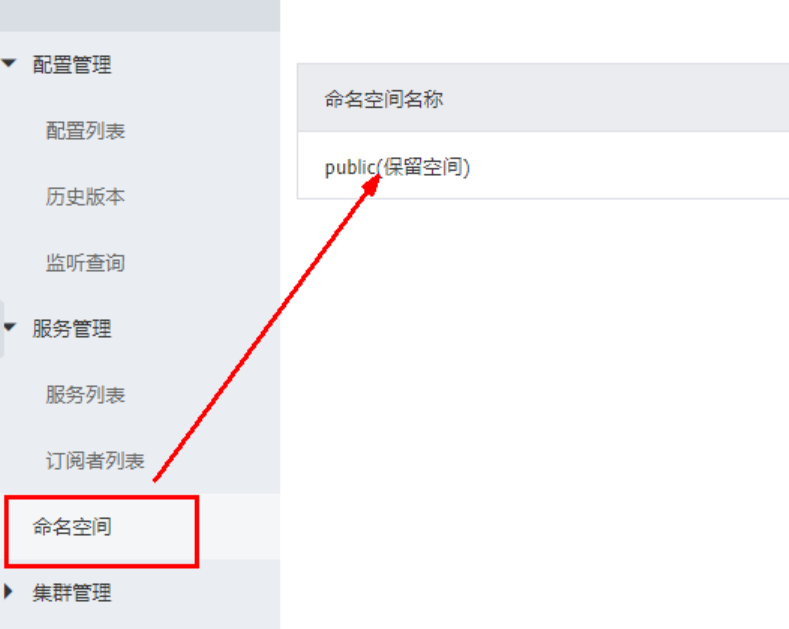 配置管理
配置列表
历史版本
监听查询
服务管理
服务列表
订阅者列表
命名空间
集群管理
命名空间名称
public(保留空间)